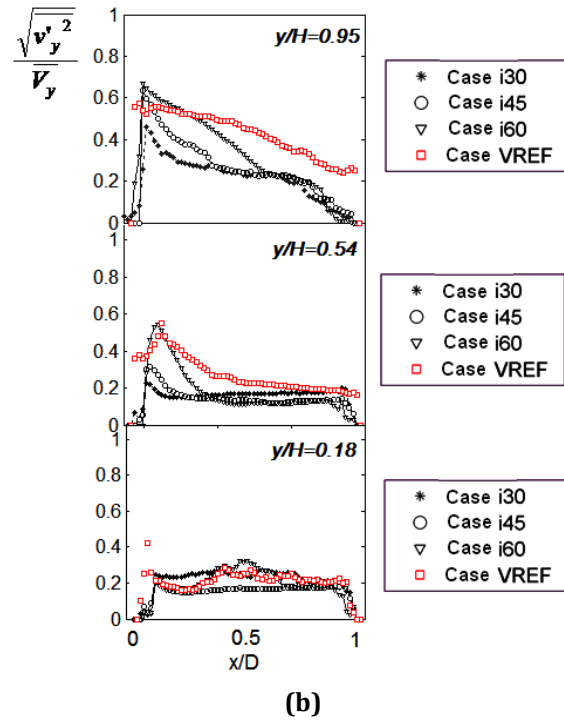 √v'y² / Vy
y/H=0.95
1
0.8
0.6
0.4
0.2
0
Case i30
Case i45
Case i60
Case VREF
y/H=0.54
1
0.8
0.6
0.4
0.2
0
Case i30
Case i45
Case i60
Case VREF
y/H=0.18
1
0.8
0.6
0.4
0.2
0
Case i30
Case i45
Case i60
Case VREF
0 0.5 1
x/D
(b)